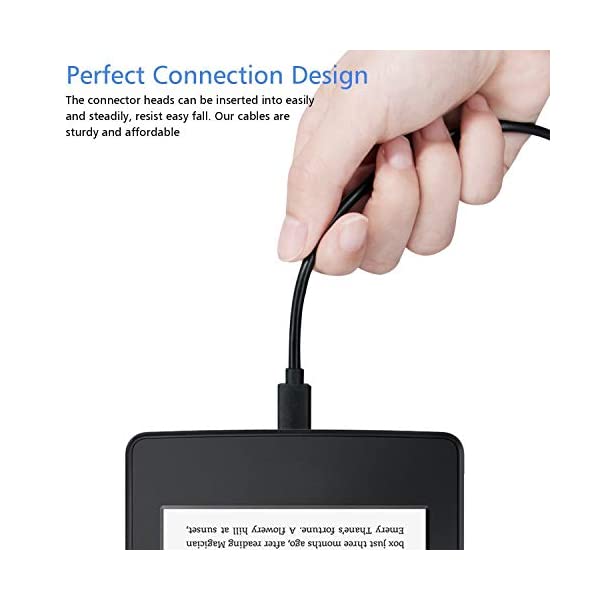 Perfect Connection Design
The connector heads can be inserted into easily
and steadily, resist easy fall. Our cables are
sturdy and affordable
box just three months ago, after reading Magician
Emery Thane's fortune. A flowery hill at sunset,